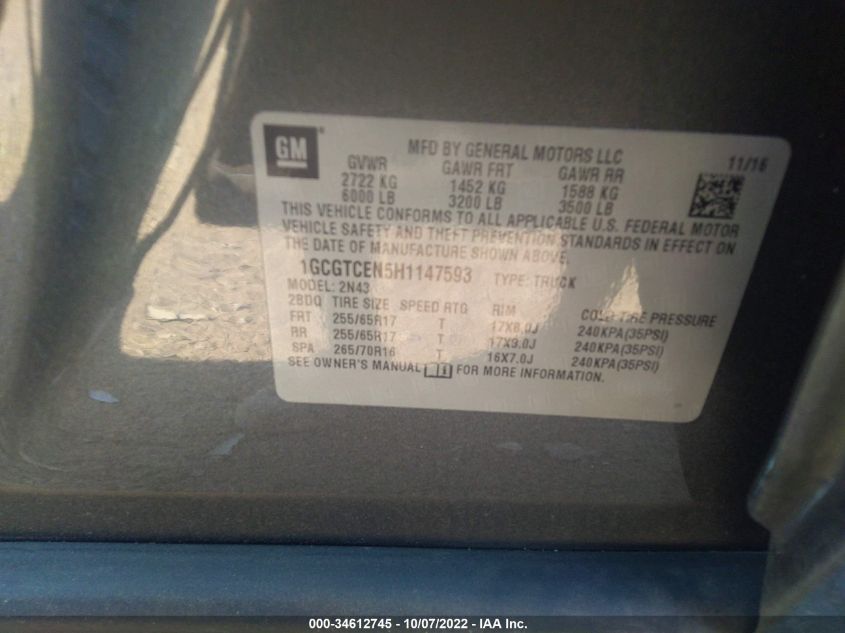 GM
MFD BY GENERAL MOTORS LLC
11/16
GVWR GAWR FRT GAWR RR
2722 KG 1452 KG 1588 KG
6000 LB 3200 LB 3500 LB
THIS VEHICLE CONFORMS TO ALL APPLICABLE U.S. FEDERAL MOTOR
VEHICLE SAFETY AND THEFT PREVENTION STANDARDS IN EFFECT ON
THE DATE OF MANUFACTURE SHOWN ABOVE.
1GCGTCEN5H1147593 TYPE: TRUCK
MODEL: 2N43
2BDQ TIRE SIZE SPEED RTG RIM COLD TIRE PRESSURE
FRT 255/65R17 T 17X8.0J 240KPA(35PSI)
RR 255/65R17 T 17X8.0J 240KPA(35PSI)
SPA 265/70R16 T 16X7.0J 240KPA(35PSI)
SEE OWNER'S MANUAL FOR MORE INFORMATION.
000-34612745 - 10/07/2022 - IAA Inc.